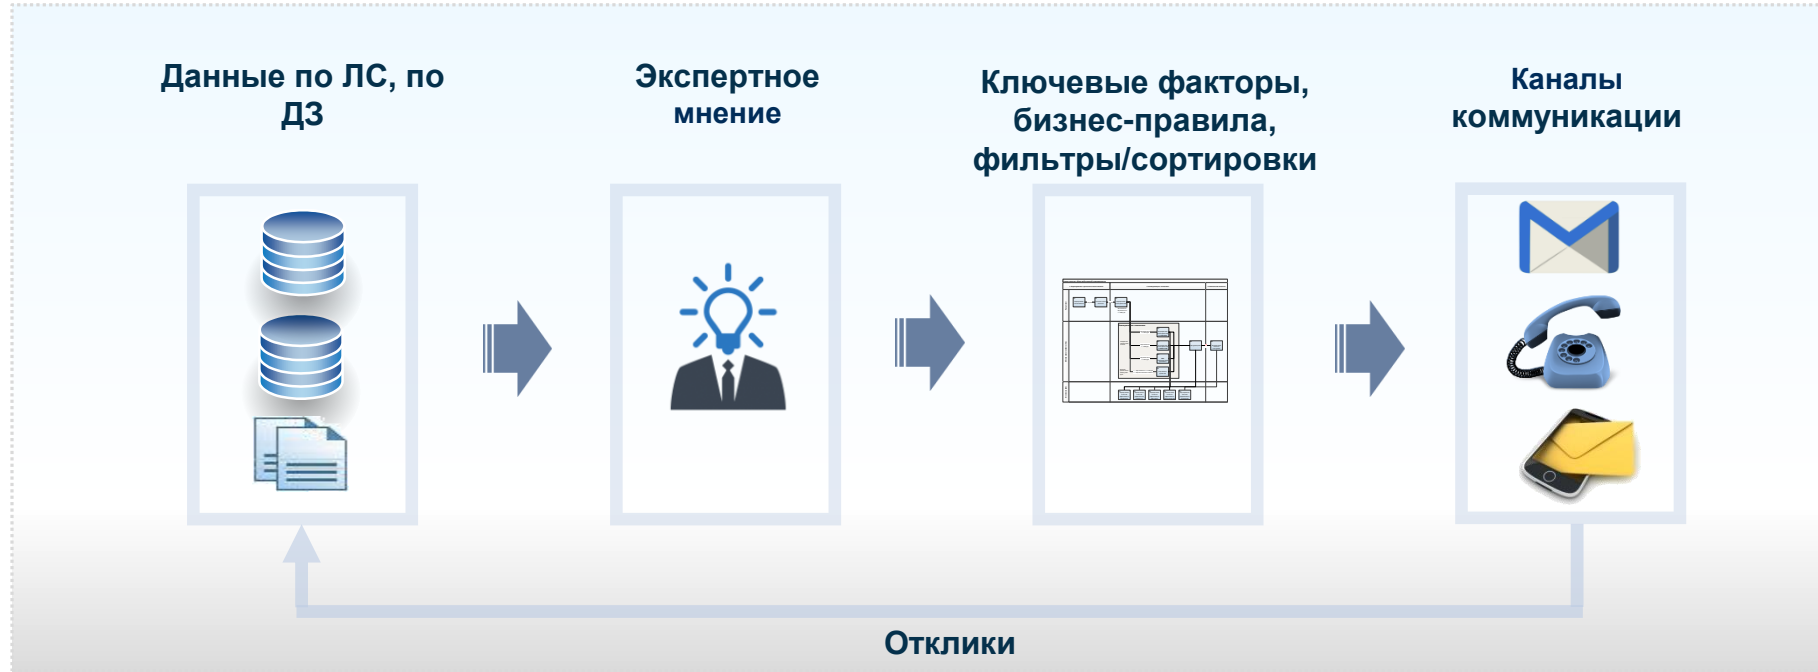 Данные по ЛС, по
ДЗ
Экспертное
мнение
Ключевые факторы,
бизнес-правила,
фильтры/сортировки
Каналы
коммуникации
Отклики